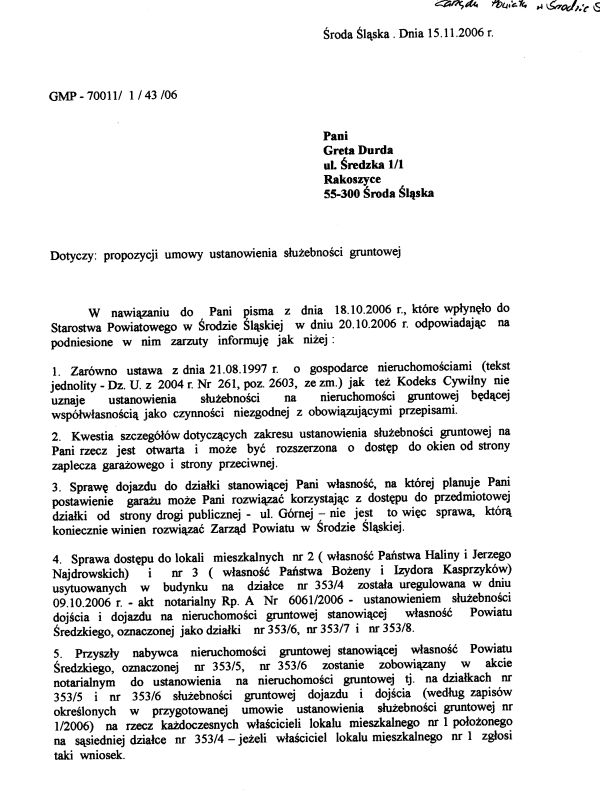 Zarządu Powiatu w Środzie Ś
Środa Śląska . Dnia 15.11.2006 r.
GMP - 70011/ 1 / 43 /06
Pani
Greta Durda
ul. Średzka 1/1
Rakoszyce
55-300 Środa Śląska
Dotyczy: propozycji umowy ustanowienia służebności gruntowej
W nawiązaniu do Pani pisma z dnia 18.10.2006 r., które wpłynęło do
Starostwa Powiatowego w Środzie Śląskiej w dniu 20.10.2006 r. odpowiadając na
podniesione w nim zarzuty informuję jak niżej :
1. Zarówno ustawa z dnia 21.08.1997 r. o gospodarce nieruchomościami (tekst
jednolity - Dz. U. z 2004 r. Nr 261, poz. 2603, ze zm.) jak też Kodeks Cywilny nie
uznaje ustanowienia służebności na nieruchomości gruntowej będącej
współwłasnością jako czynności niezgodnej z obowiązującymi przepisami.
2. Kwestia szczegółów dotyczących zakresu ustanowienia służebności gruntowej na
Pani rzecz jest otwarta i może być rozszerzona o dostęp do okien od strony
zaplecza garażowego i strony przeciwnej.
3. Sprawę dojazdu do działki stanowiącej Pani własność, na której planuje Pani
postawienie garażu może Pani rozwiązać korzystając z dostępu do przedmiotowej
działki od strony drogi publicznej - ul. Górnej – nie jest to więc sprawa, którą
koniecznie winien rozwiązać Zarząd Powiatu w Środzie Śląskiej.
4. Sprawa dostępu do lokali mieszkalnych nr 2 ( własność Państwa Haliny i Jerzego
Najdrowskich) i nr 3 ( własność Państwa Bożeny i Izydora Kasprzyków)
usytuowanych w budynku na działce nr 353/4 została uregulowana w dniu
09.10.2006 r. - akt notarialny Rp. A Nr 6061/2006 - ustanowieniem służebności
dojścia i dojazdu na nieruchomości gruntowej stanowiącej własność Powiatu
Średzkiego, oznaczonej jako działki nr 353/6, nr 353/7 i nr 353/8.
5. Przyszły nabywca nieruchomości gruntowej stanowiącej własność Powiatu
Średzkiego, oznaczonej nr 353/5, nr 353/6 zostanie zobowiązany w akcie
notarialnym do ustanowienia na nieruchomości gruntowej tj. na działkach nr
353/5 i nr 353/6 służebności gruntowej dojazdu i dojścia (według zapisów
określonych w przygotowanej umowie ustanowienia służebności gruntowej nr
1/2006) na rzecz każdoczesnych właścicieli lokalu mieszkalnego nr 1 położonego
na sąsiedniej działce nr 353/4 – jeżeli właściciel lokalu mieszkalnego nr 1 zgłosi
taki wniosek.